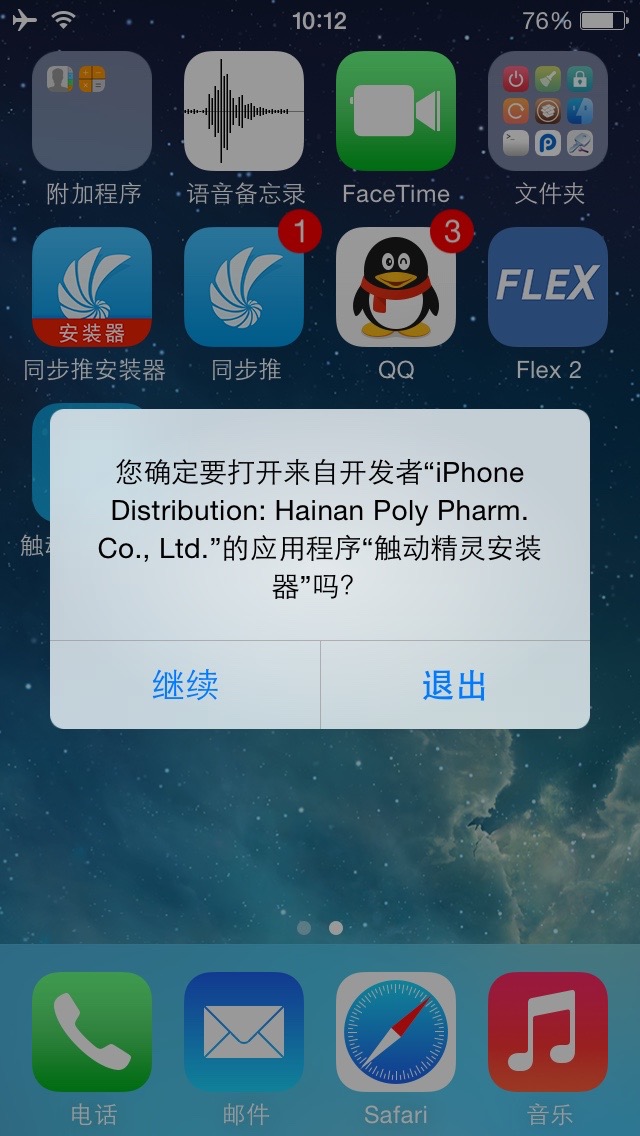 10:12
76%
附加程序
语音备忘录
FaceTime
文件夹
安装器
1
3
FLEX
同步推安装器
同步推
QQ
Flex 2
触
您确定要打开来自开发者“iPhone
Distribution: Hainan Poly Pharm.
Co., Ltd.”的应用程序“触动精灵安装
器”吗?
继续
退出
电话
邮件
Safari
音乐